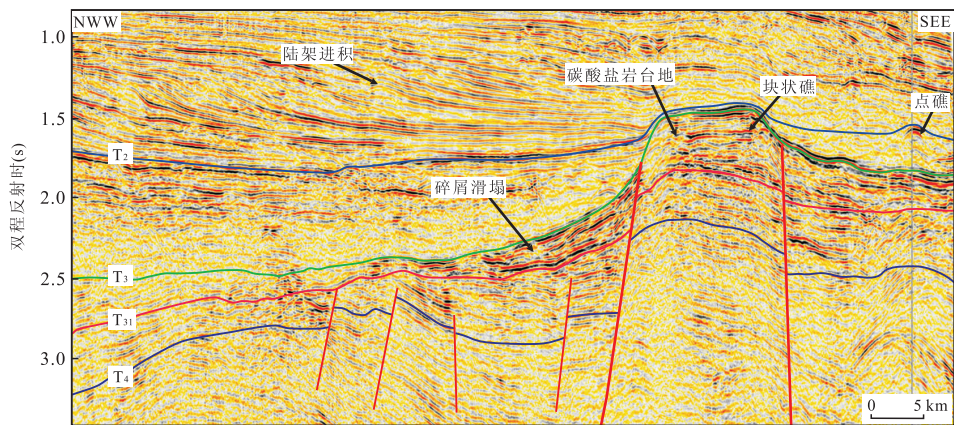 NWW
SEE
1.0
陆架进积
碳酸盐岩台地
块状礁
点礁
1.5
T2
双程反射时(s)
2.0
碎屑滑塌
2.5
T3
T31
3.0
T4
0 5 km